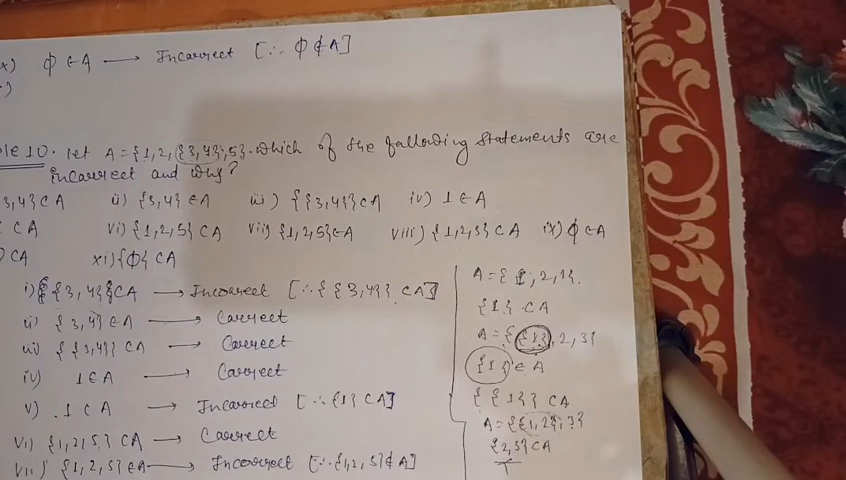 x) ϕ ∈ A → Incorrect [∴ ϕ ∉ A]
ple 10. Let A = {1, 2, {3, 4}, 5}. which of the following statements are
incorrect and why?
3, 4} ⊂ A ii) {3, 4} ∈ A iii) {{3, 4}} ⊂ A iv) 1 ∈ A
⊂ A vi) {1, 2, 5} ⊂ A vii) {1, 2, 5} ∈ A viii) {1, 2, 3} ⊂ A ix) ϕ ∈ A
⊂ A xi) {ϕ} ⊂ A
i) {3, 4} ⊂ A → Incorrect [∴ {{3, 4}} ⊂ A]
ii) {3, 4} ∈ A → Correct
iii) {{3, 4}} ⊂ A → Correct
iv) 1 ∈ A → Correct
v) 1 ⊂ A → Incorrect [∴ {1} ⊂ A]
vi) {1, 2, 5} ⊂ A → Correct
vii) {1, 2, 5} ∈ A → Incorrect [∴ {1, 2, 5} ∉ A]
{1} ⊂ A
A = {{1}, 2, 3}
{1} ∈ A
{{1}} ⊂ A
A = {{1, 2}, 3}
{2, 3} ⊂ A